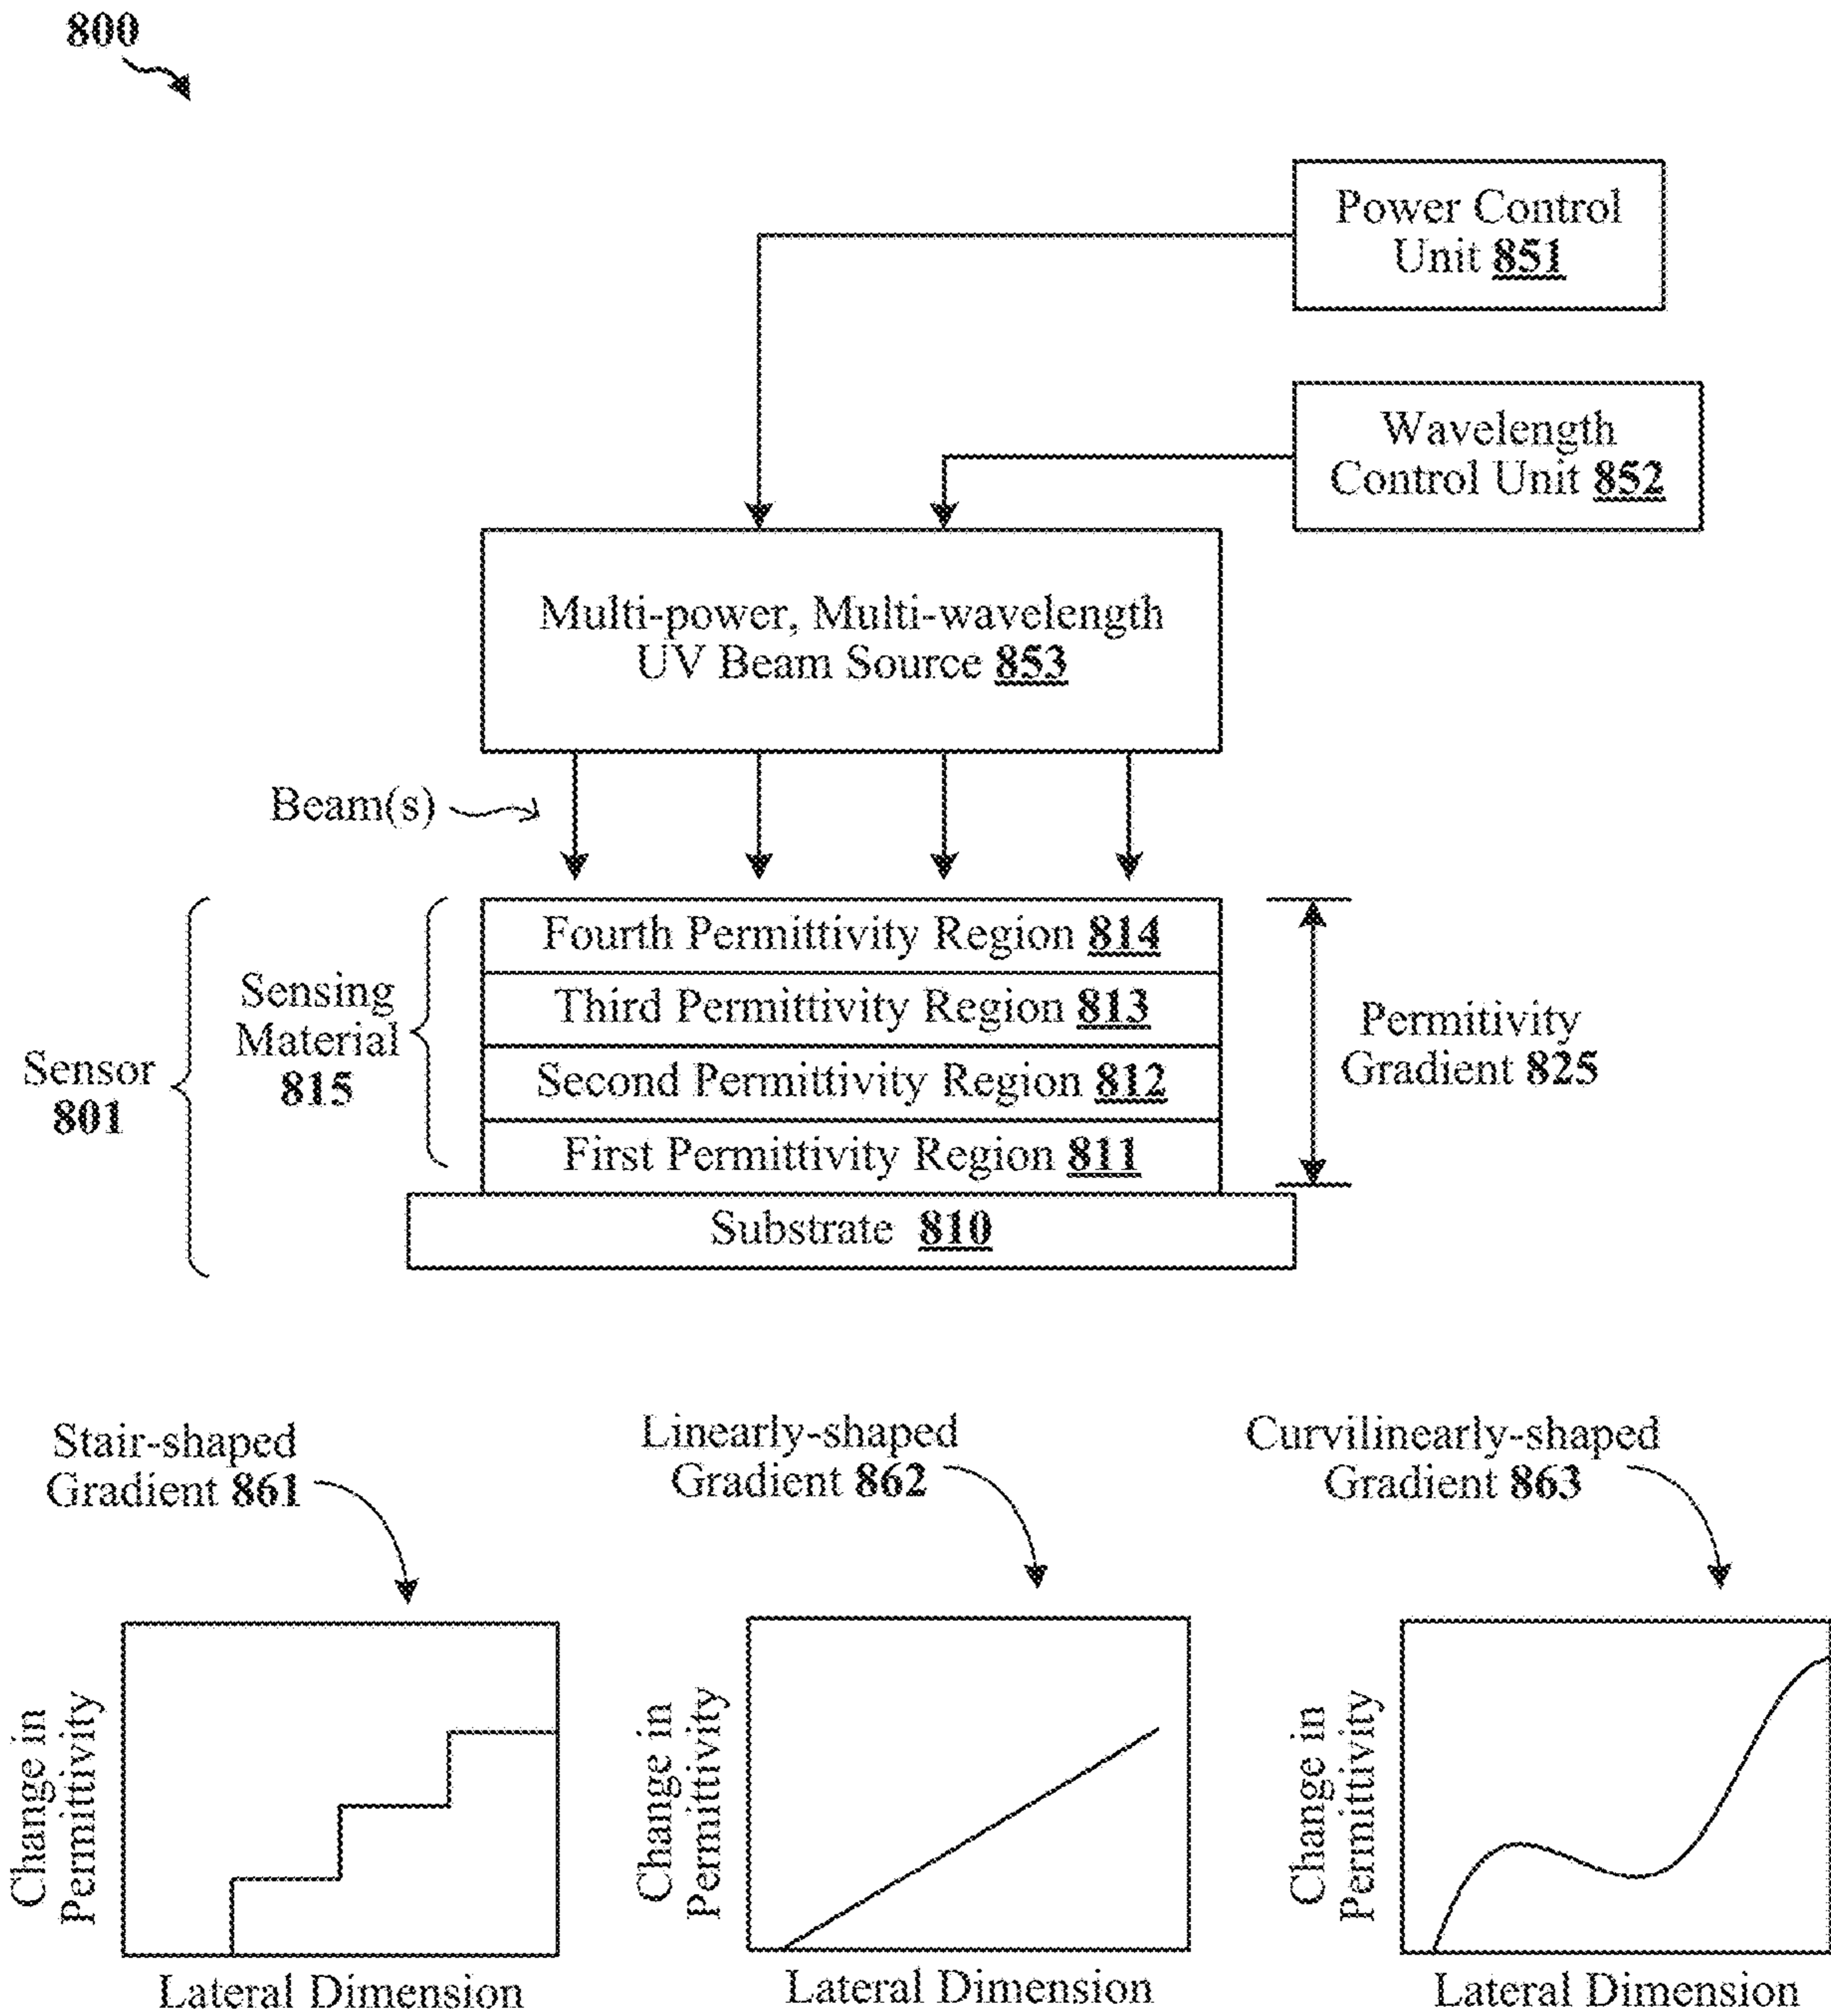 800
Power Control
Unit 851
Wavelength
Control Unit 852
Multi-power, Multi-wavelength
UV Beam Source 853
Beam(s)
Fourth Permittivity Region 814
Third Permittivity Region 813
Second Permittivity Region 812
First Permittivity Region 811
Substrate 810
Sensing
Material
815
Sensor
801
Permitivity
Gradient 825
Stair-shaped
Gradient 861
Linearly-shaped
Gradient 862
Curvilinearly-shaped
Gradient 863
Change in
Permittivity
Lateral Dimension
Change in
Permittivity
Lateral Dimension
Change in
Permittivity
Lateral Dimension